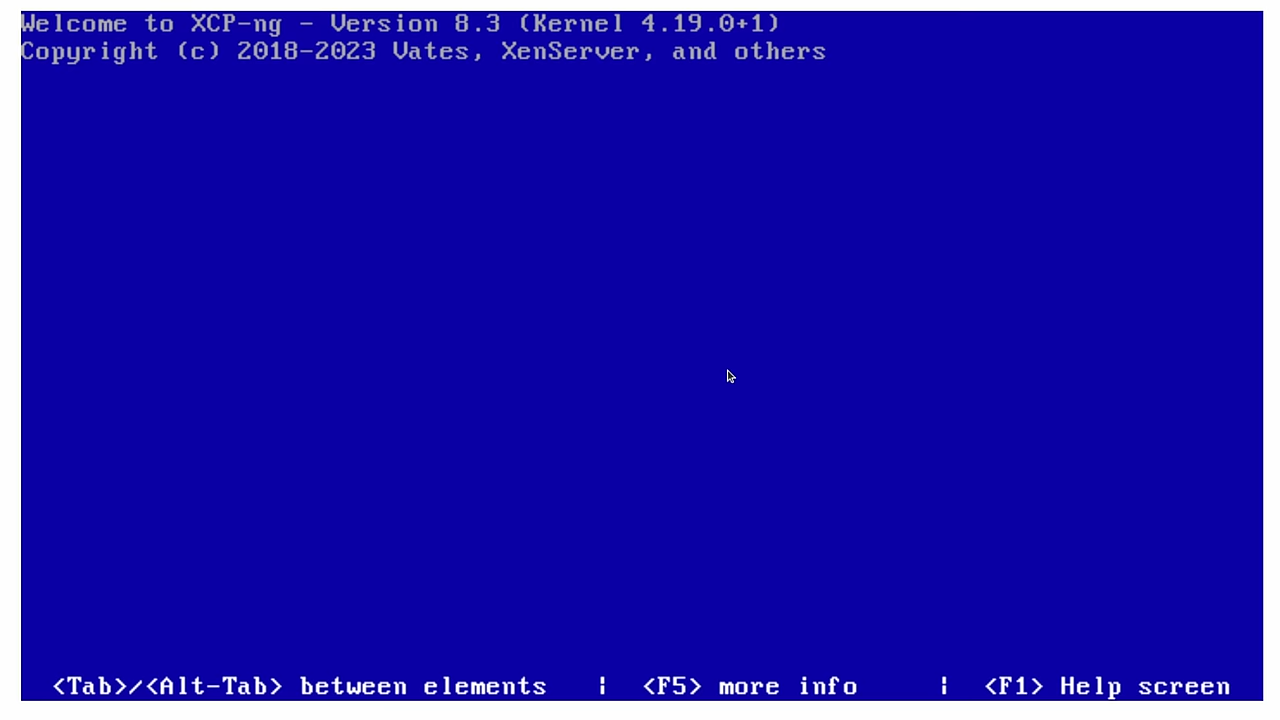 Welcome to XCP-ng - Version 8.3 (Kernel 4.19.0+1)
Copyright (c) 2018-2023 Vates, XenServer, and others
<Tab>/<Alt-Tab> between elements | <F5> more info | <F1> Help screen